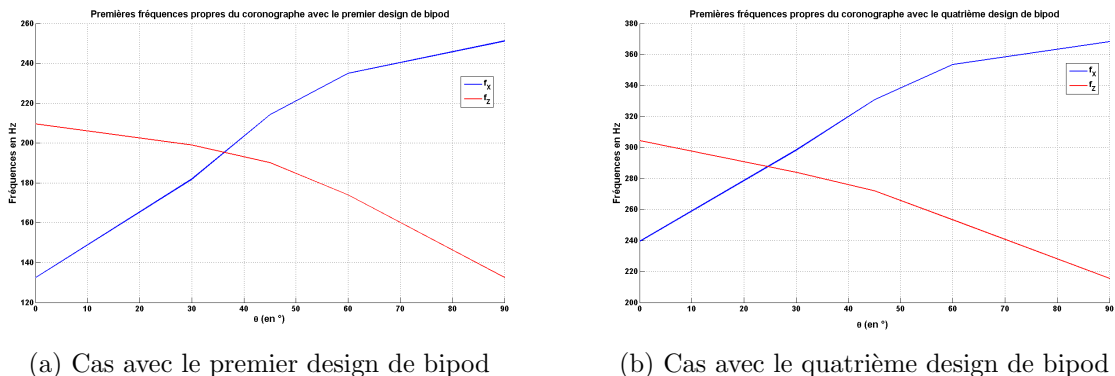 Premières fréquences propres du coronographe avec le premier design de bipod
Fréquences en Hz
260
240
220
200
180
160
140
120
0 10 20 30 40 50 60 70 80 90
θ (en °)
fX
fZ
(a) Cas avec le premier design de bipod
Premières fréquences propres du coronographe avec le quatrième design de bipod
Fréquences en Hz
380
360
340
320
300
280
260
240
220
200
0 10 20 30 40 50 60 70 80 90
θ (en °)
fX
fZ
(b) Cas avec le quatrième design de bipod